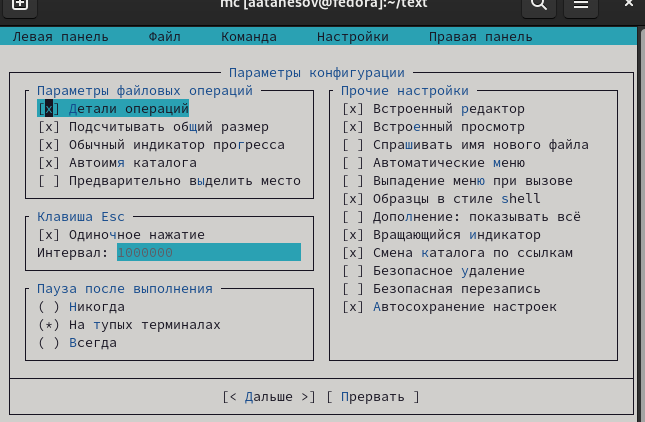 mc [aatanesov@fedora]:~/text
Левая панель Файл Команда Настройки Правая панель
Параметры конфигурации
Параметры файловых операций
[x] Детали операций
[x] Подсчитывать общий размер
[x] Обычный индикатор прогресса
[x] Автоимя каталога
[ ] Предварительно выделить место
Клавиша Esc
[x] Одиночное нажатие
Интервал: 1000000
Пауза после выполнения
( ) Никогда
(*) На тупых терминалах
( ) Всегда
Прочие настройки
[x] Встроенный редактор
[x] Встроенный просмотр
[ ] Спрашивать имя нового файла
[ ] Автоматические меню
[ ] Выпадение меню при вызове
[x] Образцы в стиле shell
[ ] Дополнение: показывать всё
[x] Вращающийся индикатор
[x] Смена каталога по ссылкам
[ ] Безопасное удаление
[ ] Безопасная перезапись
[x] Автосохранение настроек
[< Дальше >] [ Прервать ]